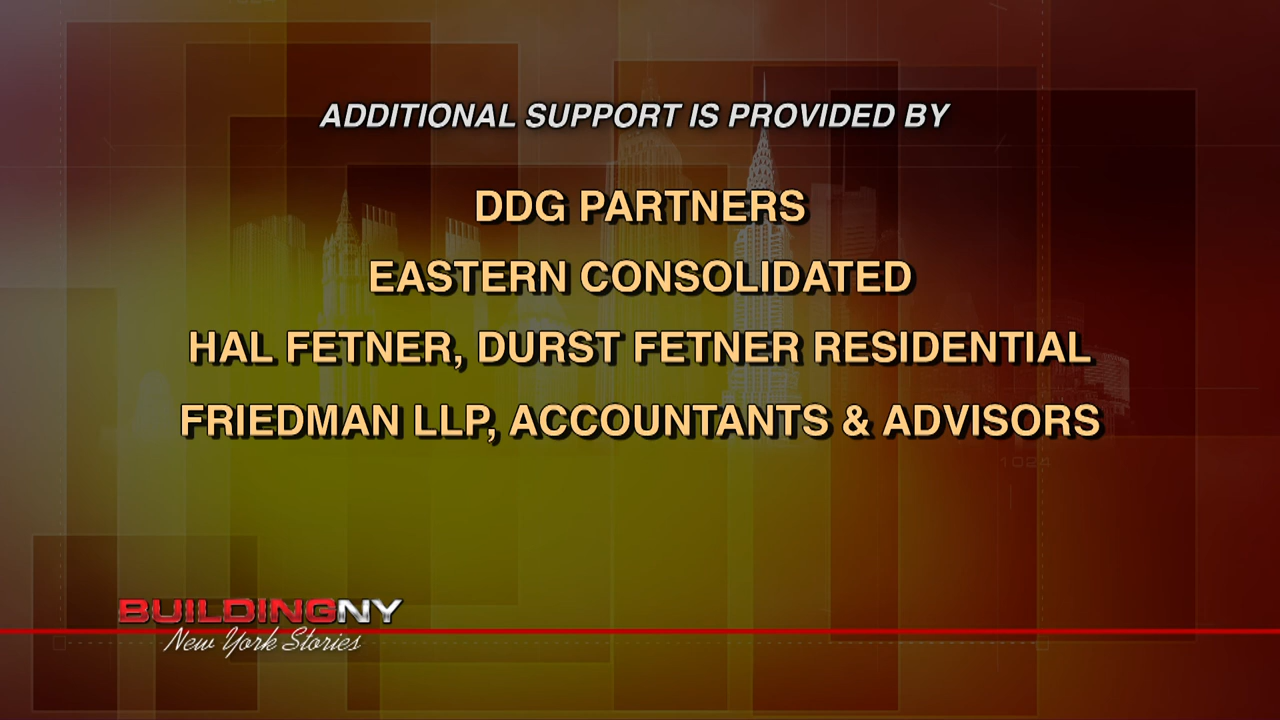 ADDITIONAL SUPPORT IS PROVIDED BY
DDG PARTNERS
EASTERN CONSOLIDATED
HAL FETNER, DURST FETNER RESIDENTIAL
FRIEDMAN LLP, ACCOUNTANTS & ADVISORS
1024
BUILDINGNY
New York Stories